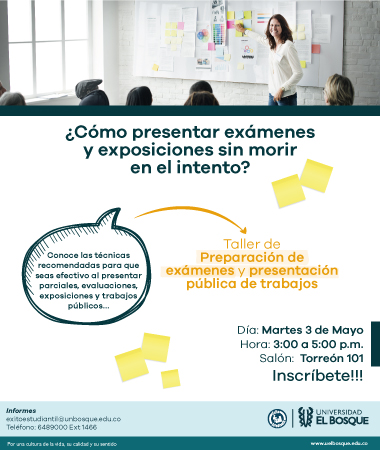 ¿Cómo presentar exámenes
y exposiciones sin morir
en el intento?
Conoce las técnicas
recomendadas para que
seas efectivo al presentar
parciales, evaluaciones,
exposiciones y trabajos
públicos...
Taller de
Preparación de
exámenes y presentación
pública de trabajos
Día: Martes 3 de Mayo
Hora: 3:00 a 5:00 p.m.
Salón: Torreón 101
Inscríbete!!!
Informes
exitoestudiantil@unbosque.edu.co
Teléfono: 6489000 Ext 1466
UNIVERSIDAD
EL BOSQUE
Por una cultura de la vida, su calidad y su sentido
www.uelbosque.edu.co